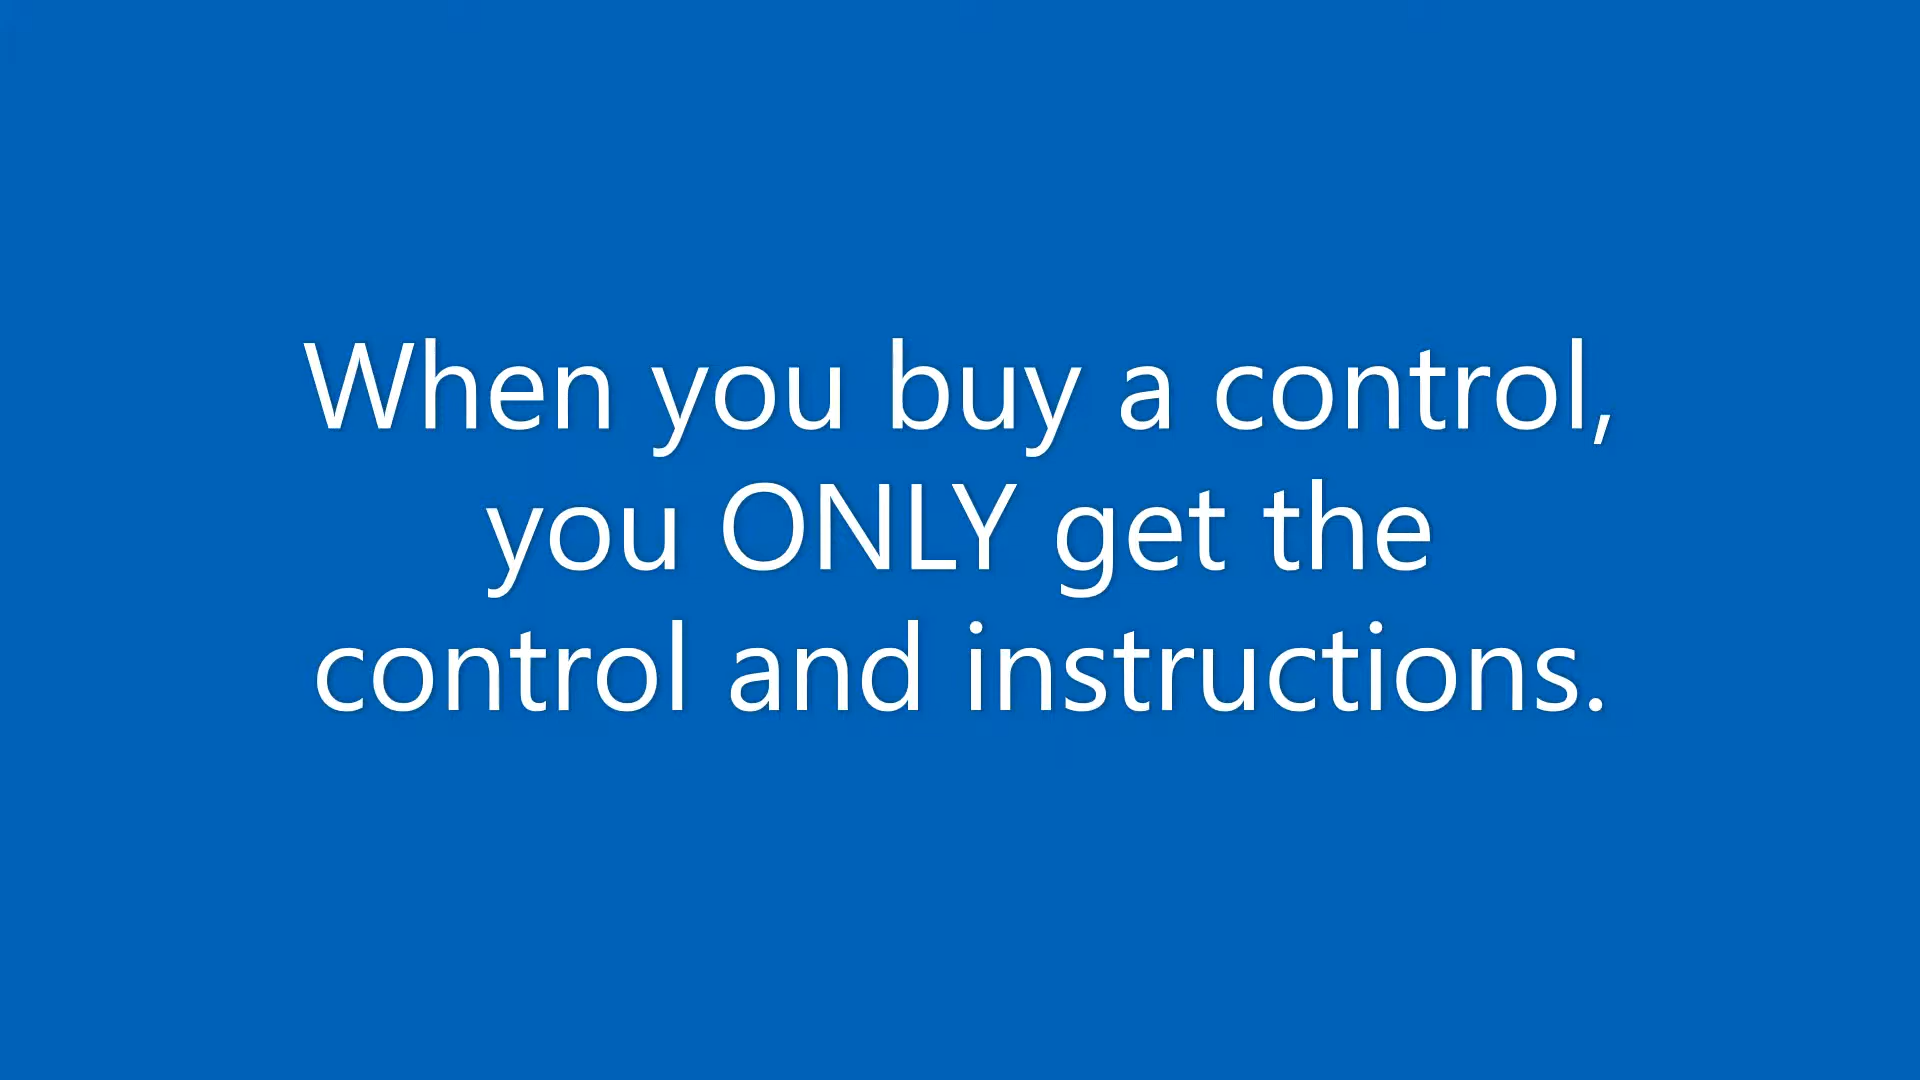 When you buy a control,
you ONLY get the
control and instructions.